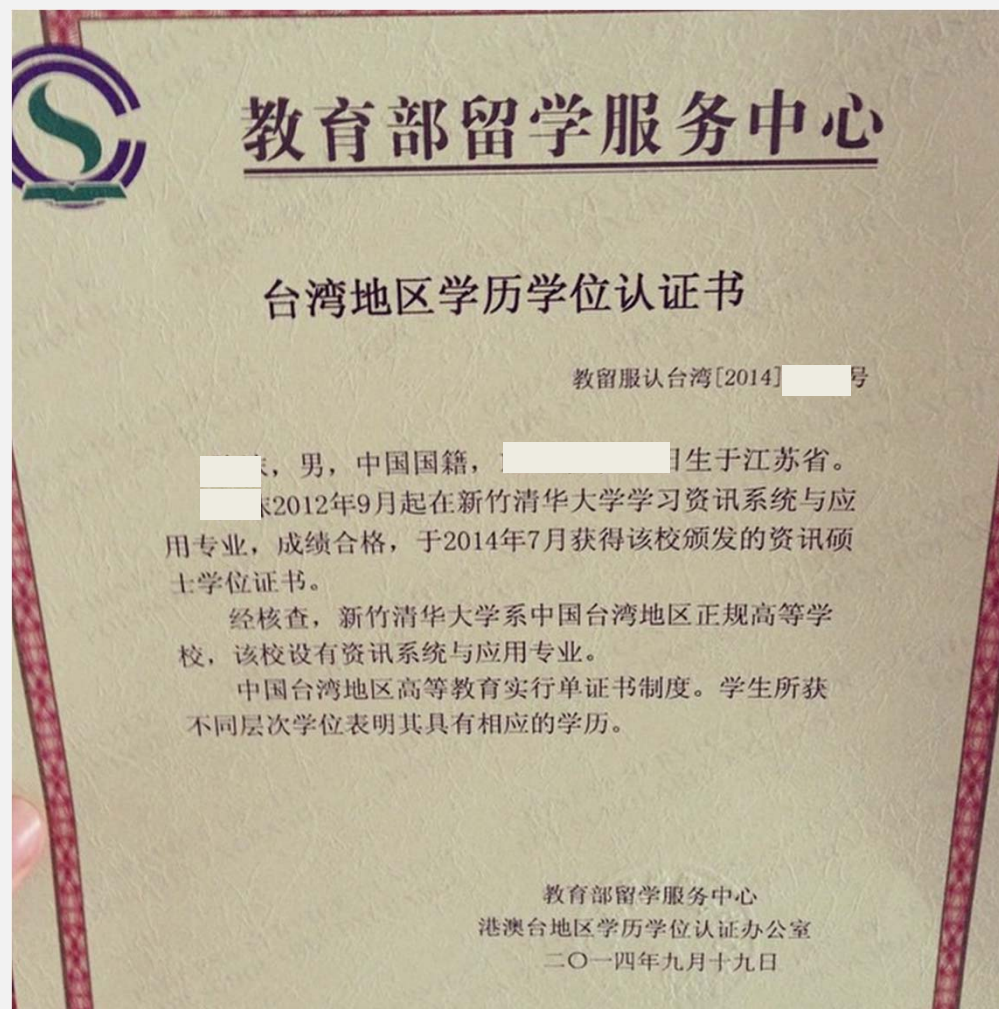 教育部留学服务中心
台湾地区学历学位认证书
教留服认台湾[2014] 号
，男，中国国籉， 生于江苏省。
2012年9月起在新竹清华大学学习资讯系统与应
用专业，成绩合格，于2014年7月获得该校颁发的资讯硕
士学位证书。
经核查，新竹清华大学系中国台湾地区正规高等学
校，该校设有资讯系统与应用专业。
中国台湾地区高等教育实行单证书制度。学生所获
不同层次学位表明其具有相应的学历。
教育部留学服务中心
港澳台地区学历学位认证办公室
二〇一四年九月十九日